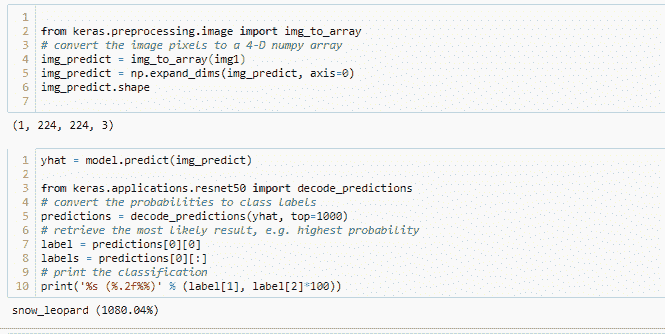 1
2 from keras.preprocessing.image import img_to_array
3 # convert the image pixels to a 4-D numpy array
4 img_predict = img_to_array(img1)
5 img_predict = np.expand_dims(img_predict, axis=0)
6 img_predict.shape
7
(1, 224, 224, 3)
1 yhat = model.predict(img_predict)
2
3 from keras.applications.resnet50 import decode_predictions
4 # convert the probabilities to class labels
5 predictions = decode_predictions(yhat, top=1000)
6 # retrieve the most likely result, e.g. highest probability
7 label = predictions[0][0]
8 labels = predictions[0][:]
9 # print the classification
10 print('%s (%.2f%%)' % (label[1], label[2]*100))
snow_leopard (1080.04%)